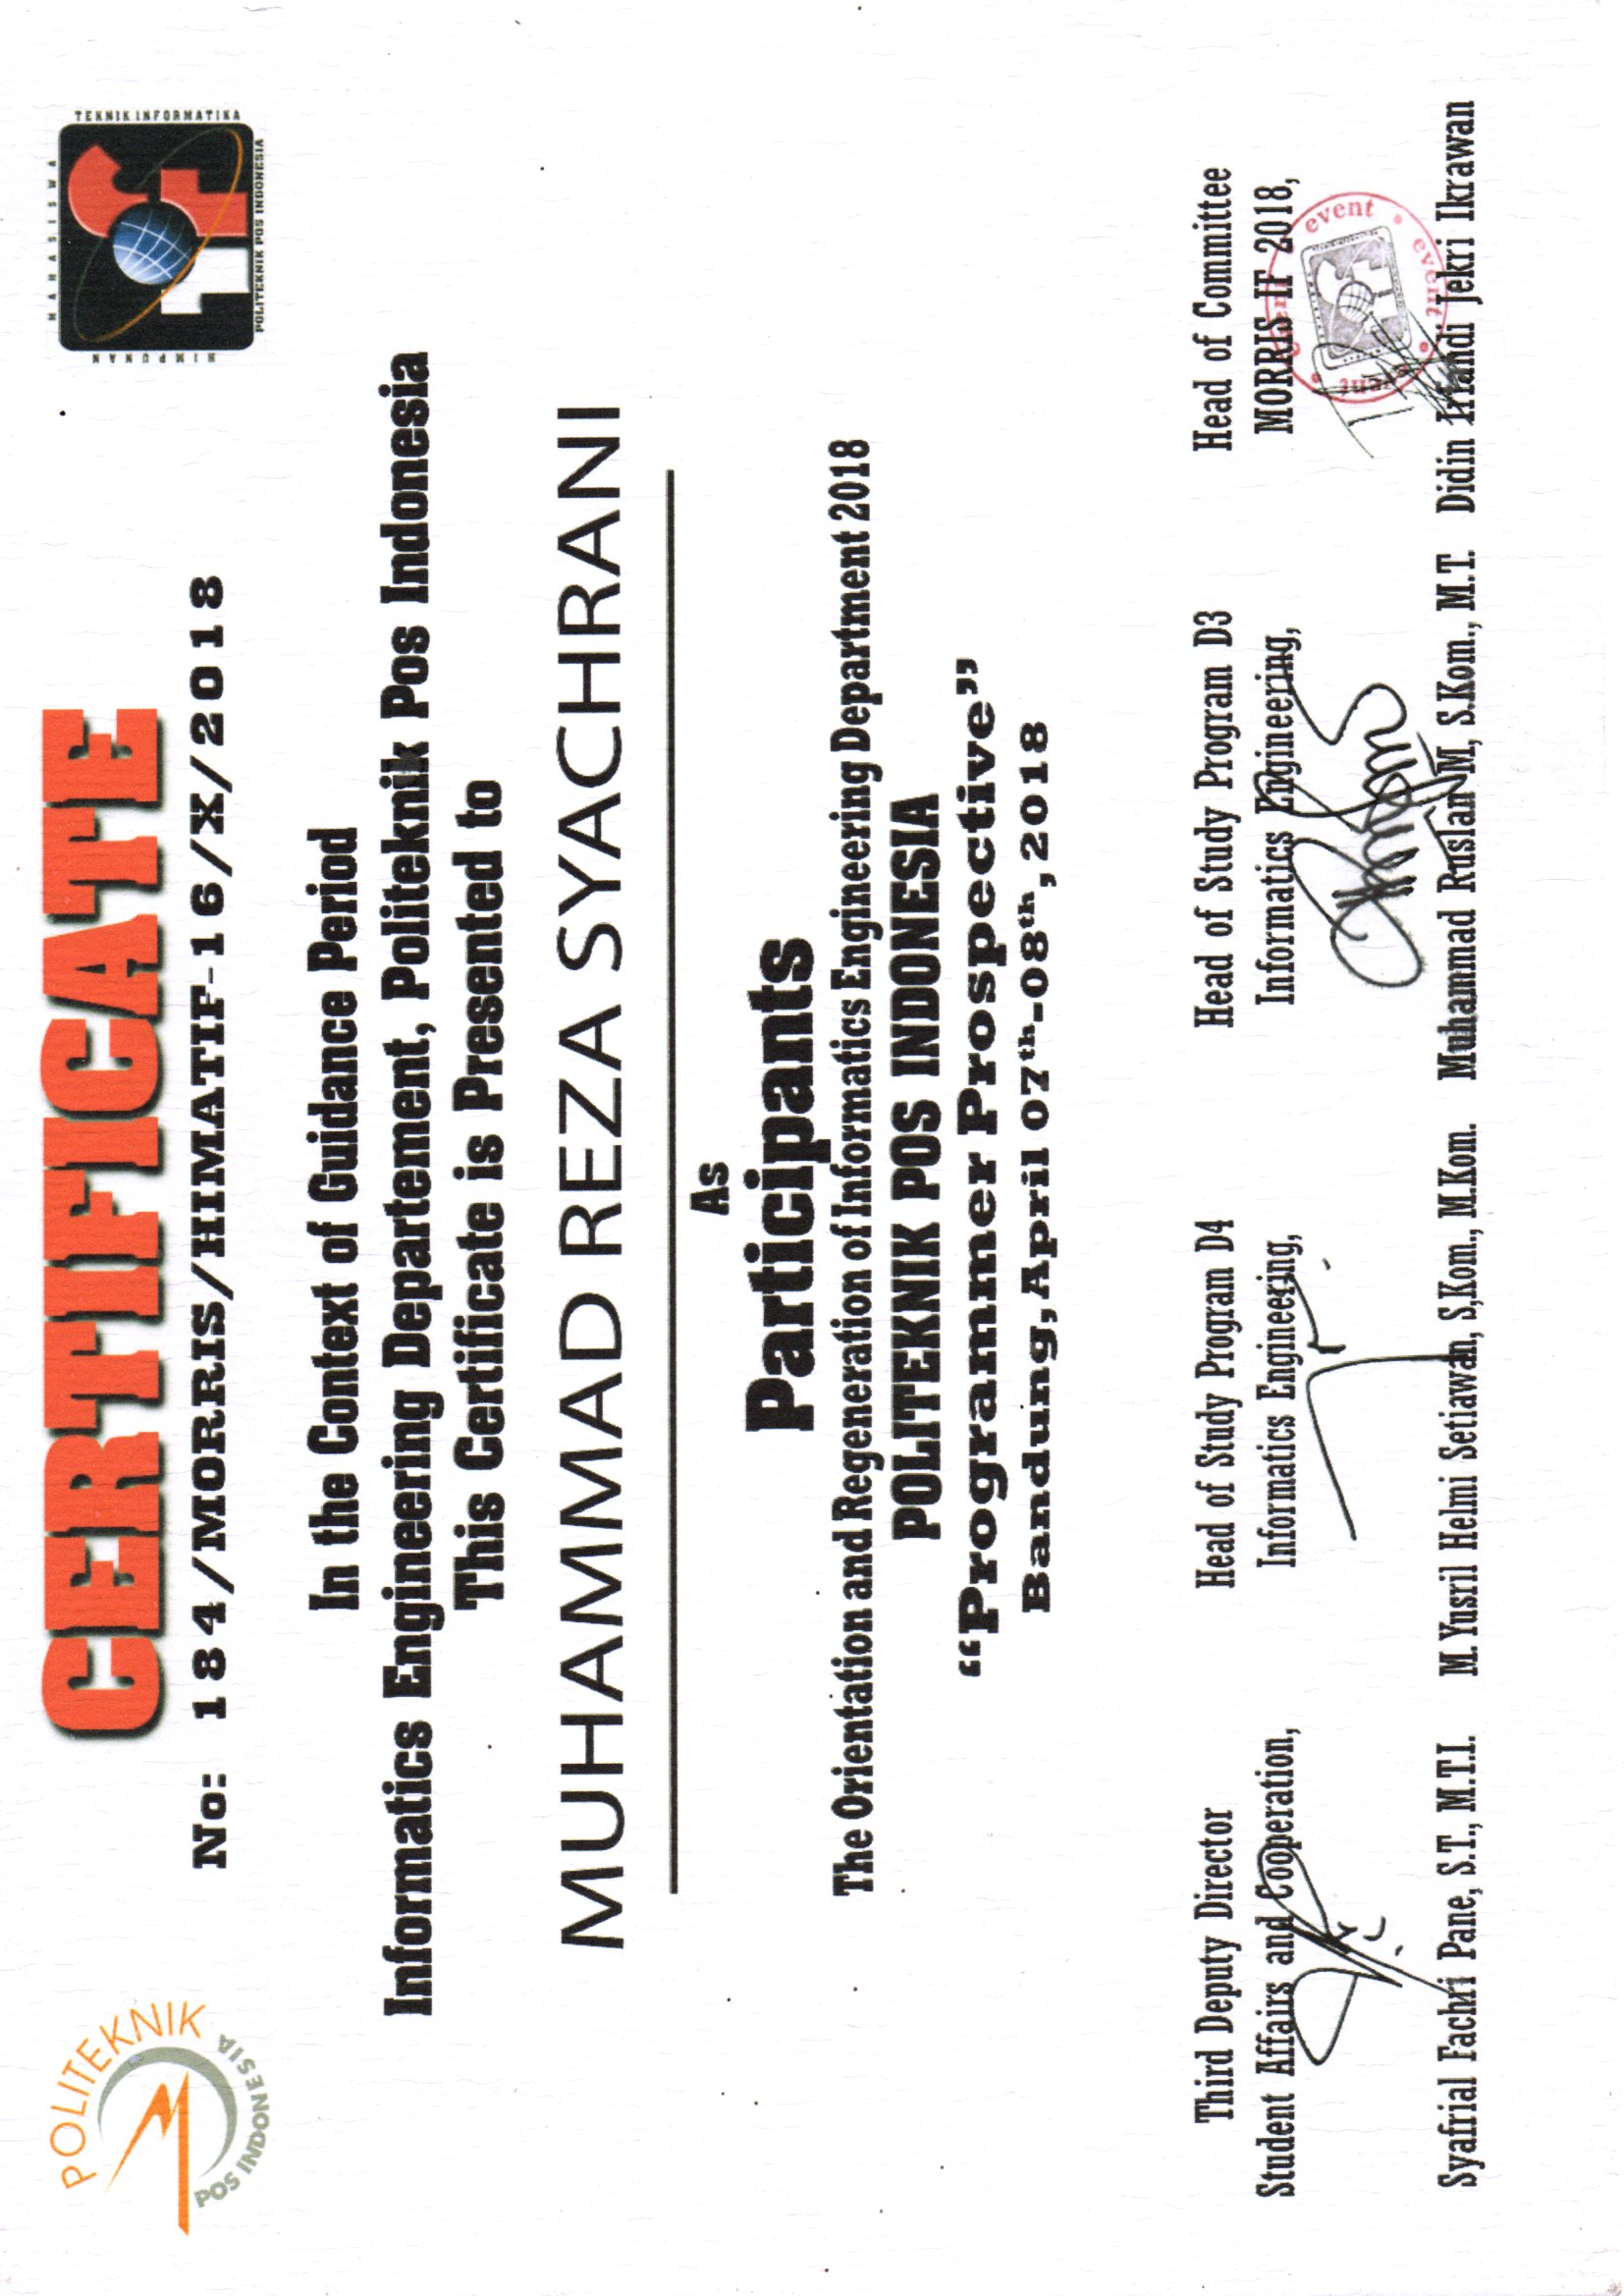 POLITEKNIK
POS INDONESIA
HIMPUNAN
MAHASISWA
TEKNIK INFORMATIKA
POLITEKNIK POS INDONESIA
CERTIFICATE
No: 184/MORRIS/HIMATIF-16/X/2018
In the Context of Guidance Period
Informatics Engineering Departement, Politeknik Pos Indonesia
This Certificate is Presented to
MUHAMMAD REZA SYACHRANI
As
Participants
The Orientation and Regeneration of Informatics Engineering Department 2018
POLITEKNIK POS INDONESIA
“Programmer Prospective”
Bandung, April 07th-08th, 2018
Third Deputy Director
Student Affairs and Cooperation,
Syafrial Fachri Pane, S.T., M.T.I.
Head of Study Program D4
Informatics Engineering,
M. Yusril Helmi Setiawan, S,Kom., M.Kom.
Head of Study Program D3
Informatics Engineering,
Muhammad Ruslan M, S.Kom., M.T.
Head of Committee
MORRIS IF 2018,
event event event event
Didin Irfandi Jekri Ikrawan